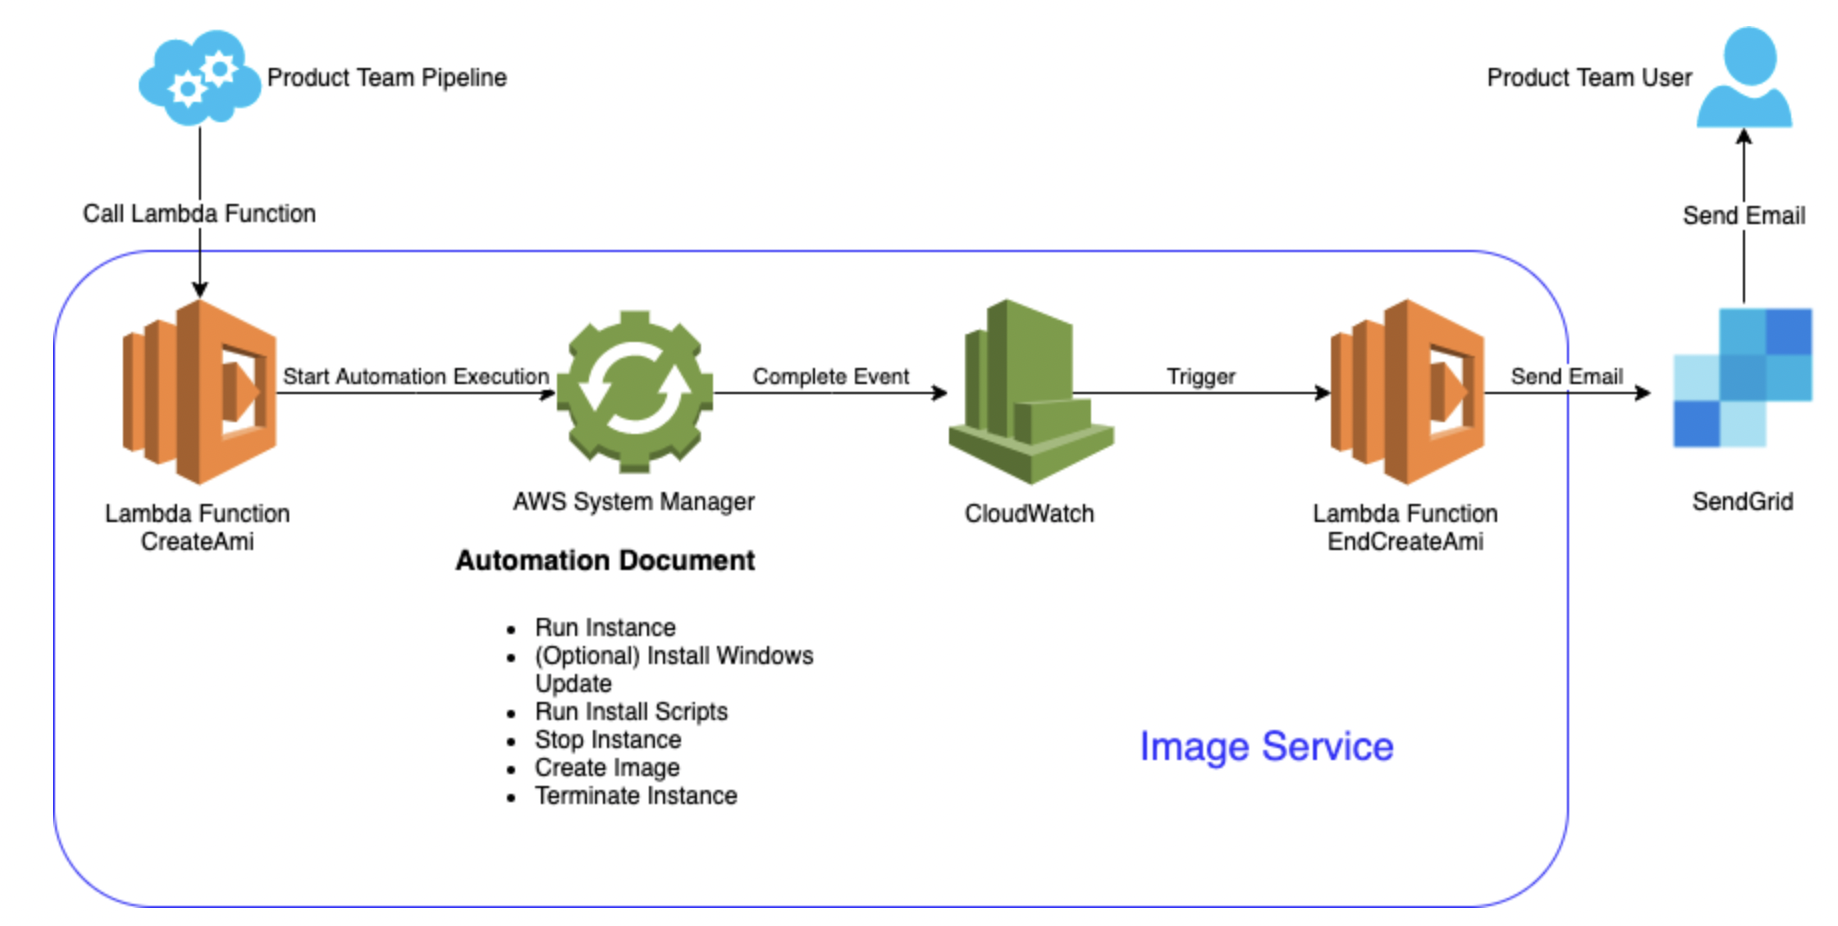 Product Team Pipeline
Product Team User
Call Lambda Function
Send Email
Start Automation Execution
Complete Event
Trigger
Send Email
Lambda Function
CreateAmi
AWS System Manager
CloudWatch
Lambda Function
EndCreateAmi
SendGrid
Automation Document
• Run Instance
• (Optional) Install Windows
Update
• Run Install Scripts
• Stop Instance
• Create Image
• Terminate Instance
Image Service